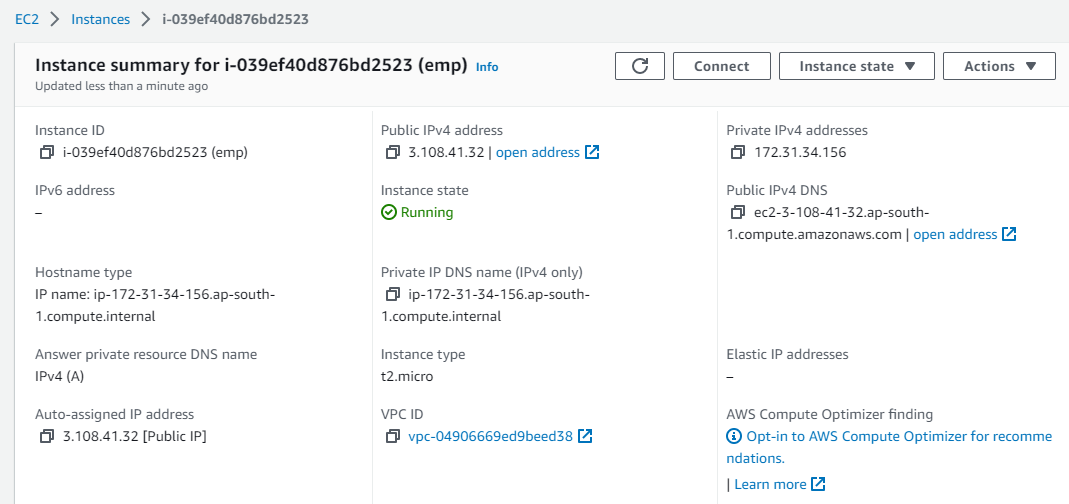 EC2 > Instances > i-039ef40d876bd2523
Instance summary for i-039ef40d876bd2523 (emp) Info
Updated less than a minute ago
Connect
Instance state
Actions
Instance ID
i-039ef40d876bd2523 (emp)
Public IPv4 address
3.108.41.32 | open address
Private IPv4 addresses
172.31.34.156
IPv6 address
–
Instance state
Running
Public IPv4 DNS
ec2-3-108-41-32.ap-south-
1.compute.amazonaws.com | open address
Hostname type
IP name: ip-172-31-34-156.ap-south-
1.compute.internal
Private IP DNS name (IPv4 only)
ip-172-31-34-156.ap-south-
1.compute.internal
Answer private resource DNS name
IPv4 (A)
Instance type
t2.micro
Elastic IP addresses
–
Auto-assigned IP address
3.108.41.32 [Public IP]
VPC ID
vpc-04906669ed9beed38
AWS Compute Optimizer finding
Opt-in to AWS Compute Optimizer for recomme
ndations.
| Learn more